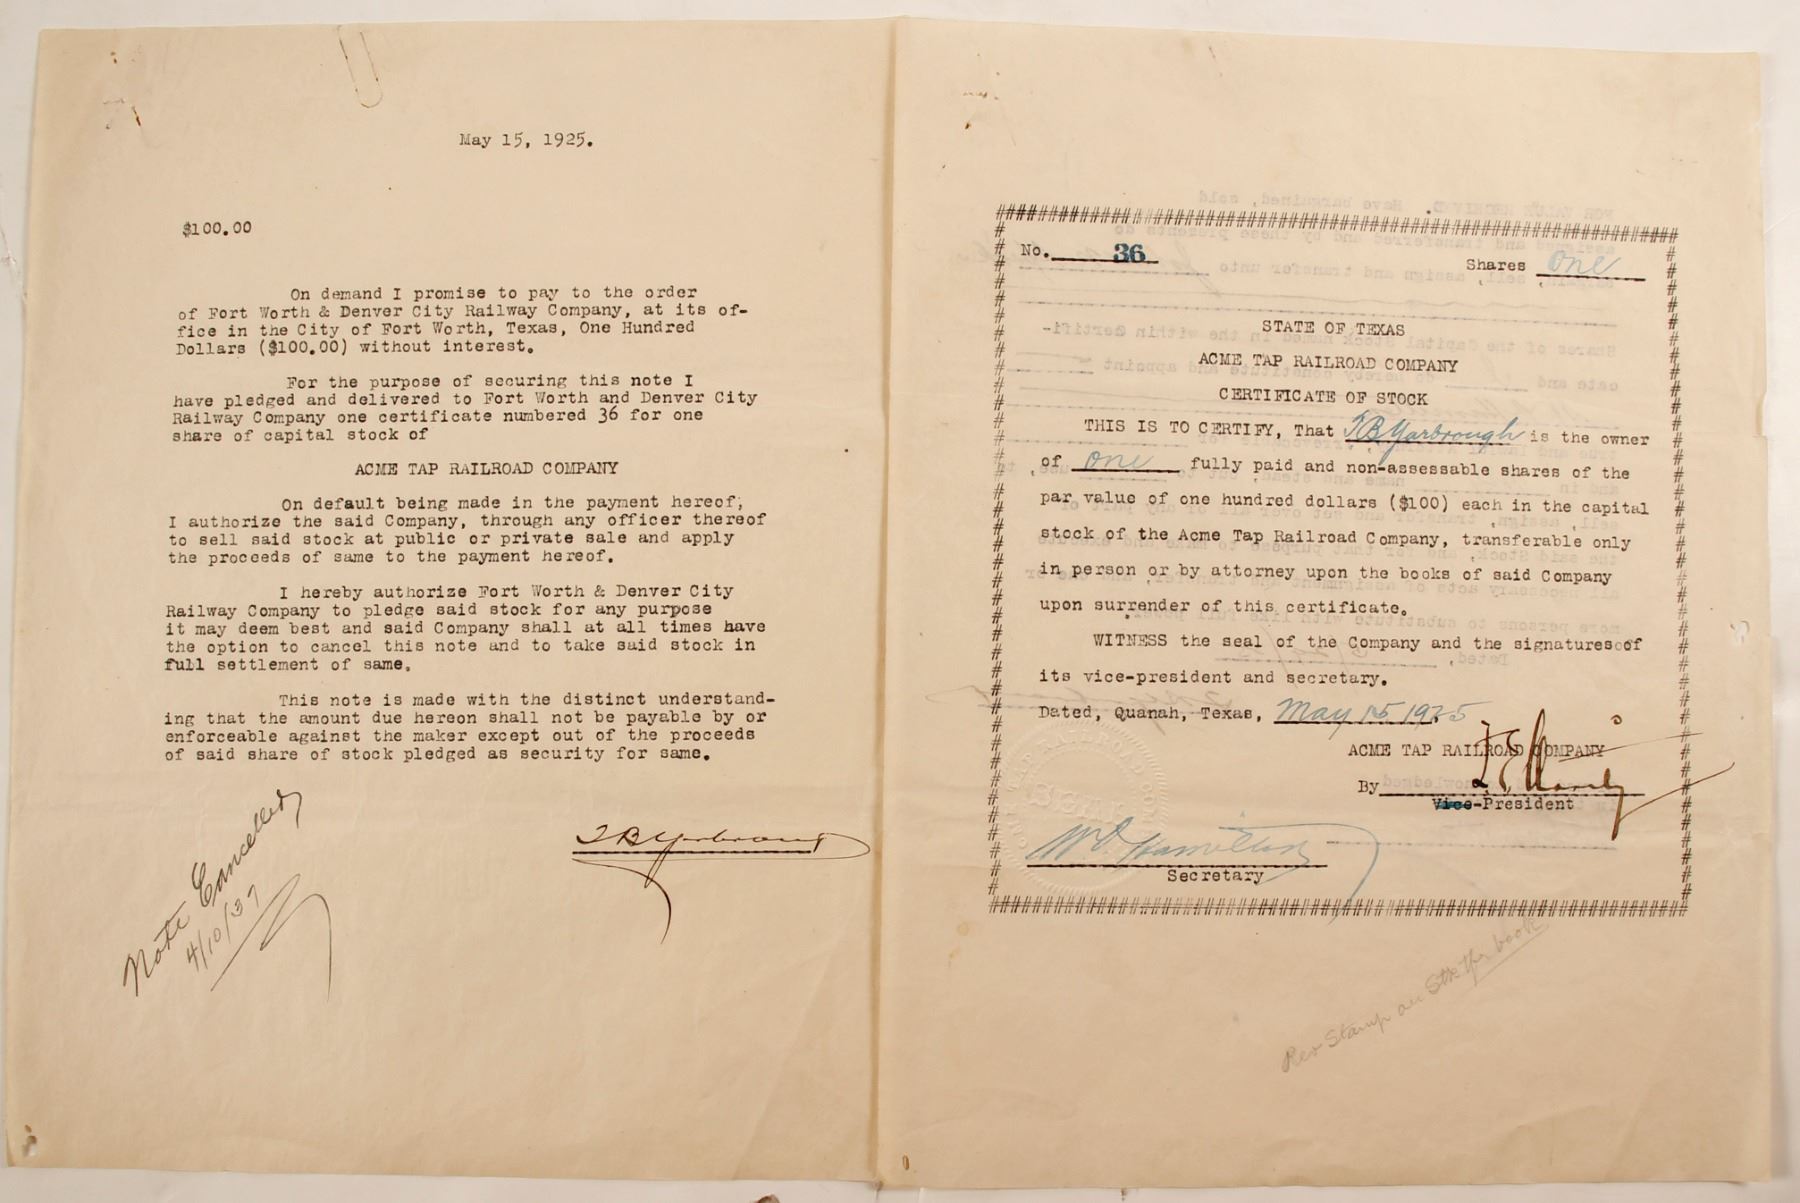 May 15, 1925.
$100.00
On demand I promise to pay to the order
of Fort Worth & Denver City Railway Company, at its of-
fice in the City of Fort Worth, Texas, One Hundred
Dollars ($100.00) without interest.
For the purpose of securing this note I
have pledged and delivered to Fort Worth and Denver City
Railway Company one certificate numbered 36 for one
share of capital stock of
ACME TAP RAILROAD COMPANY
On default being made in the payment hereof,
I authorize the said Company, through any officer thereof
to sell said stock at public or private sale and apply
the proceeds of same to the payment hereof.
I hereby authorize Fort Worth & Denver City
Railway Company to pledge said stock for any purpose
it may deem best and said Company shall at all times have
the option to cancel this note and to take said stock in
full settlement of same.
This note is made with the distinct understand-
ing that the amount due hereon shall not be payable by or
enforceable against the maker except out of the proceeds
of said share of stock pledged as security for same.
T B Yarbrough
Note Cancelled
4/10/37
No. 36
Shares one
STATE OF TEXAS
ACME TAP RAILROAD COMPANY
CERTIFICATE OF STOCK
THIS IS TO CERTIFY, That T B Yarbrough is the owner
of one fully paid and non-assessable shares of the
par value of one hundred dollars ($100) each in the capital
stock of the Acme Tap Railroad Company, transferable only
in person or by attorney upon the books of said Company
upon surrender of this certificate.
WITNESS the seal of the Company and the signatures of
its vice-president and secretary.
Dated, Quanah, Texas, May 15 1925
ACME TAP RAILROAD COMPANY
By
Vice-President
W. O. Hamilton
Secretary
Rev Stamp on Stk book